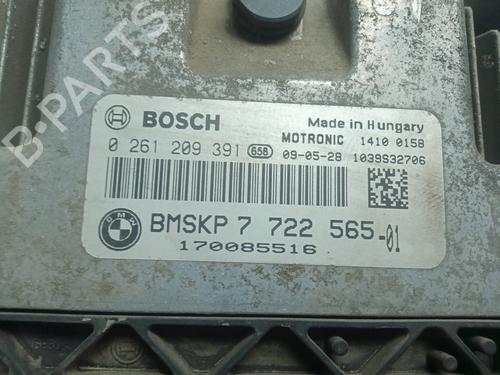 B-PARTS
BOSCH
Made in Hungary
MOTRONIC 1410 0158
0 261 209 391 658 09-05-28 1039S32706
BMW
BMSKP 7 722 565-01
170085516